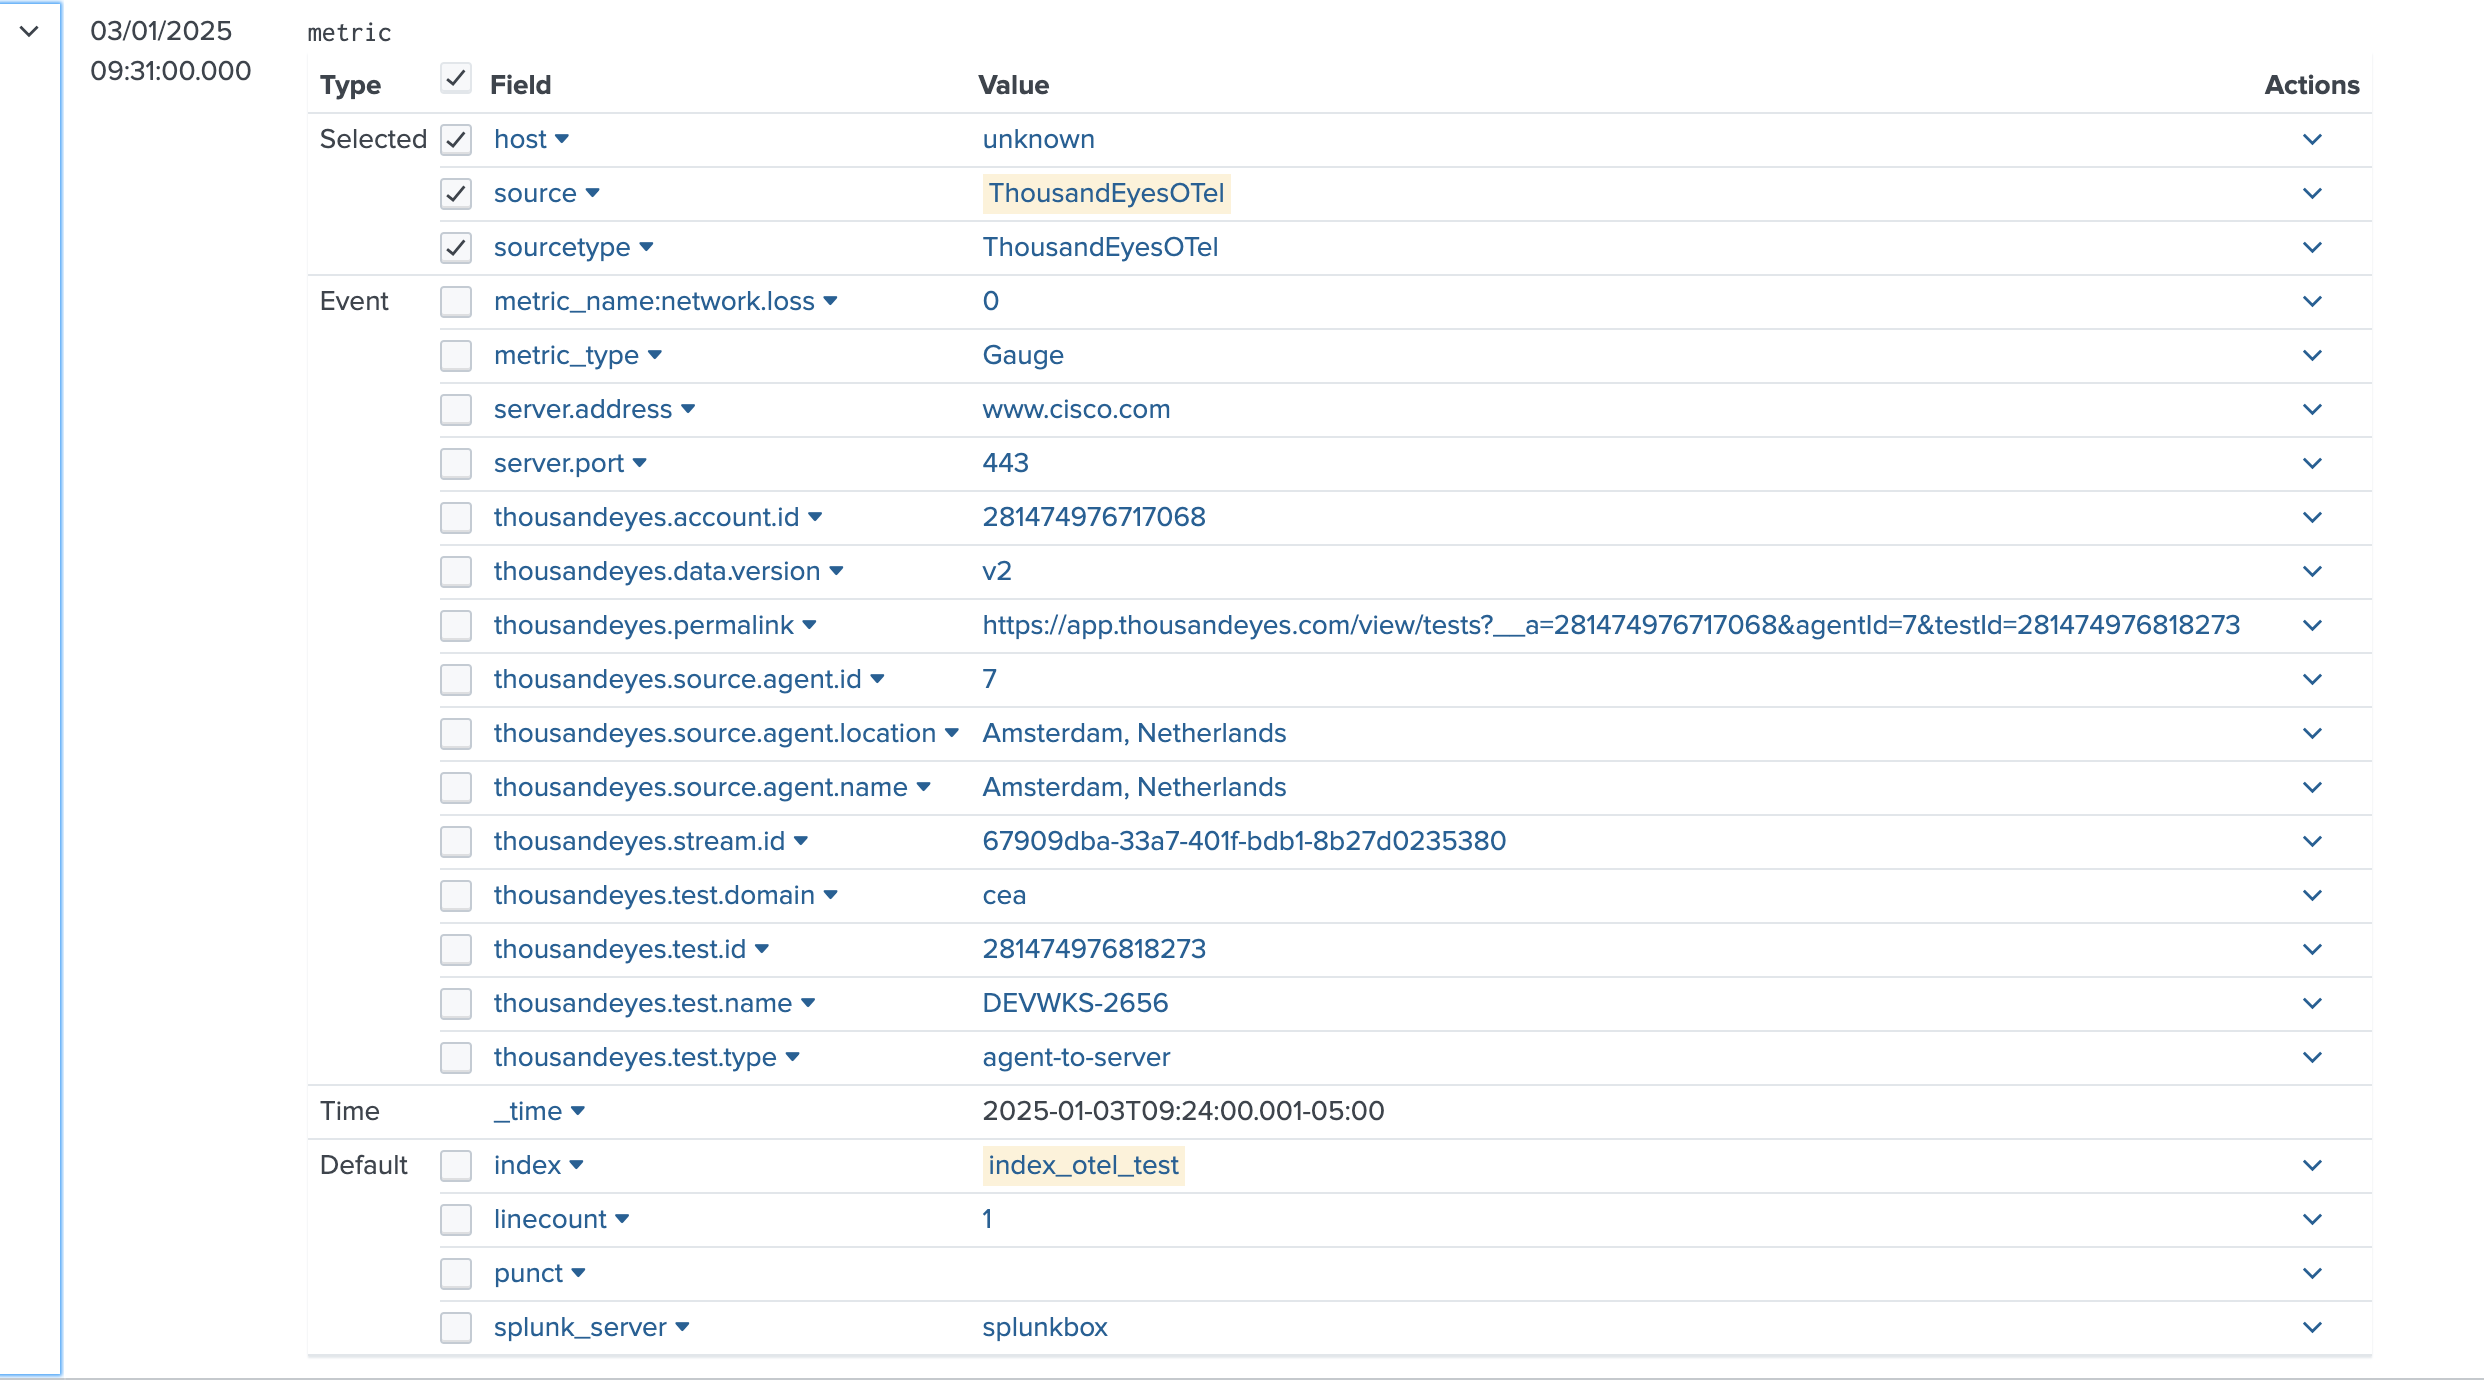 03/01/2025
09:31:00.000
metric
Type Field Value Actions
Selected host unknown
source ThousandEyesOTel
sourcetype ThousandEyesOTel
Event metric_name:network.loss 0
metric_type Gauge
server.address www.cisco.com
server.port 443
thousandeyes.account.id 281474976717068
thousandeyes.data.version v2
thousandeyes.permalink https://app.thousandeyes.com/view/tests?__a=281474976717068&agentId=7&testId=281474976818273
thousandeyes.source.agent.id 7
thousandeyes.source.agent.location Amsterdam, Netherlands
thousandeyes.source.agent.name Amsterdam, Netherlands
thousandeyes.stream.id 67909dba-33a7-401f-bdb1-8b27d0235380
thousandeyes.test.domain cea
thousandeyes.test.id 281474976818273
thousandeyes.test.name DEVWKS-2656
thousandeyes.test.type agent-to-server
Time _time 2025-01-03T09:24:00.001-05:00
Default index index_otel_test
linecount 1
punct
splunk_server splunkbox